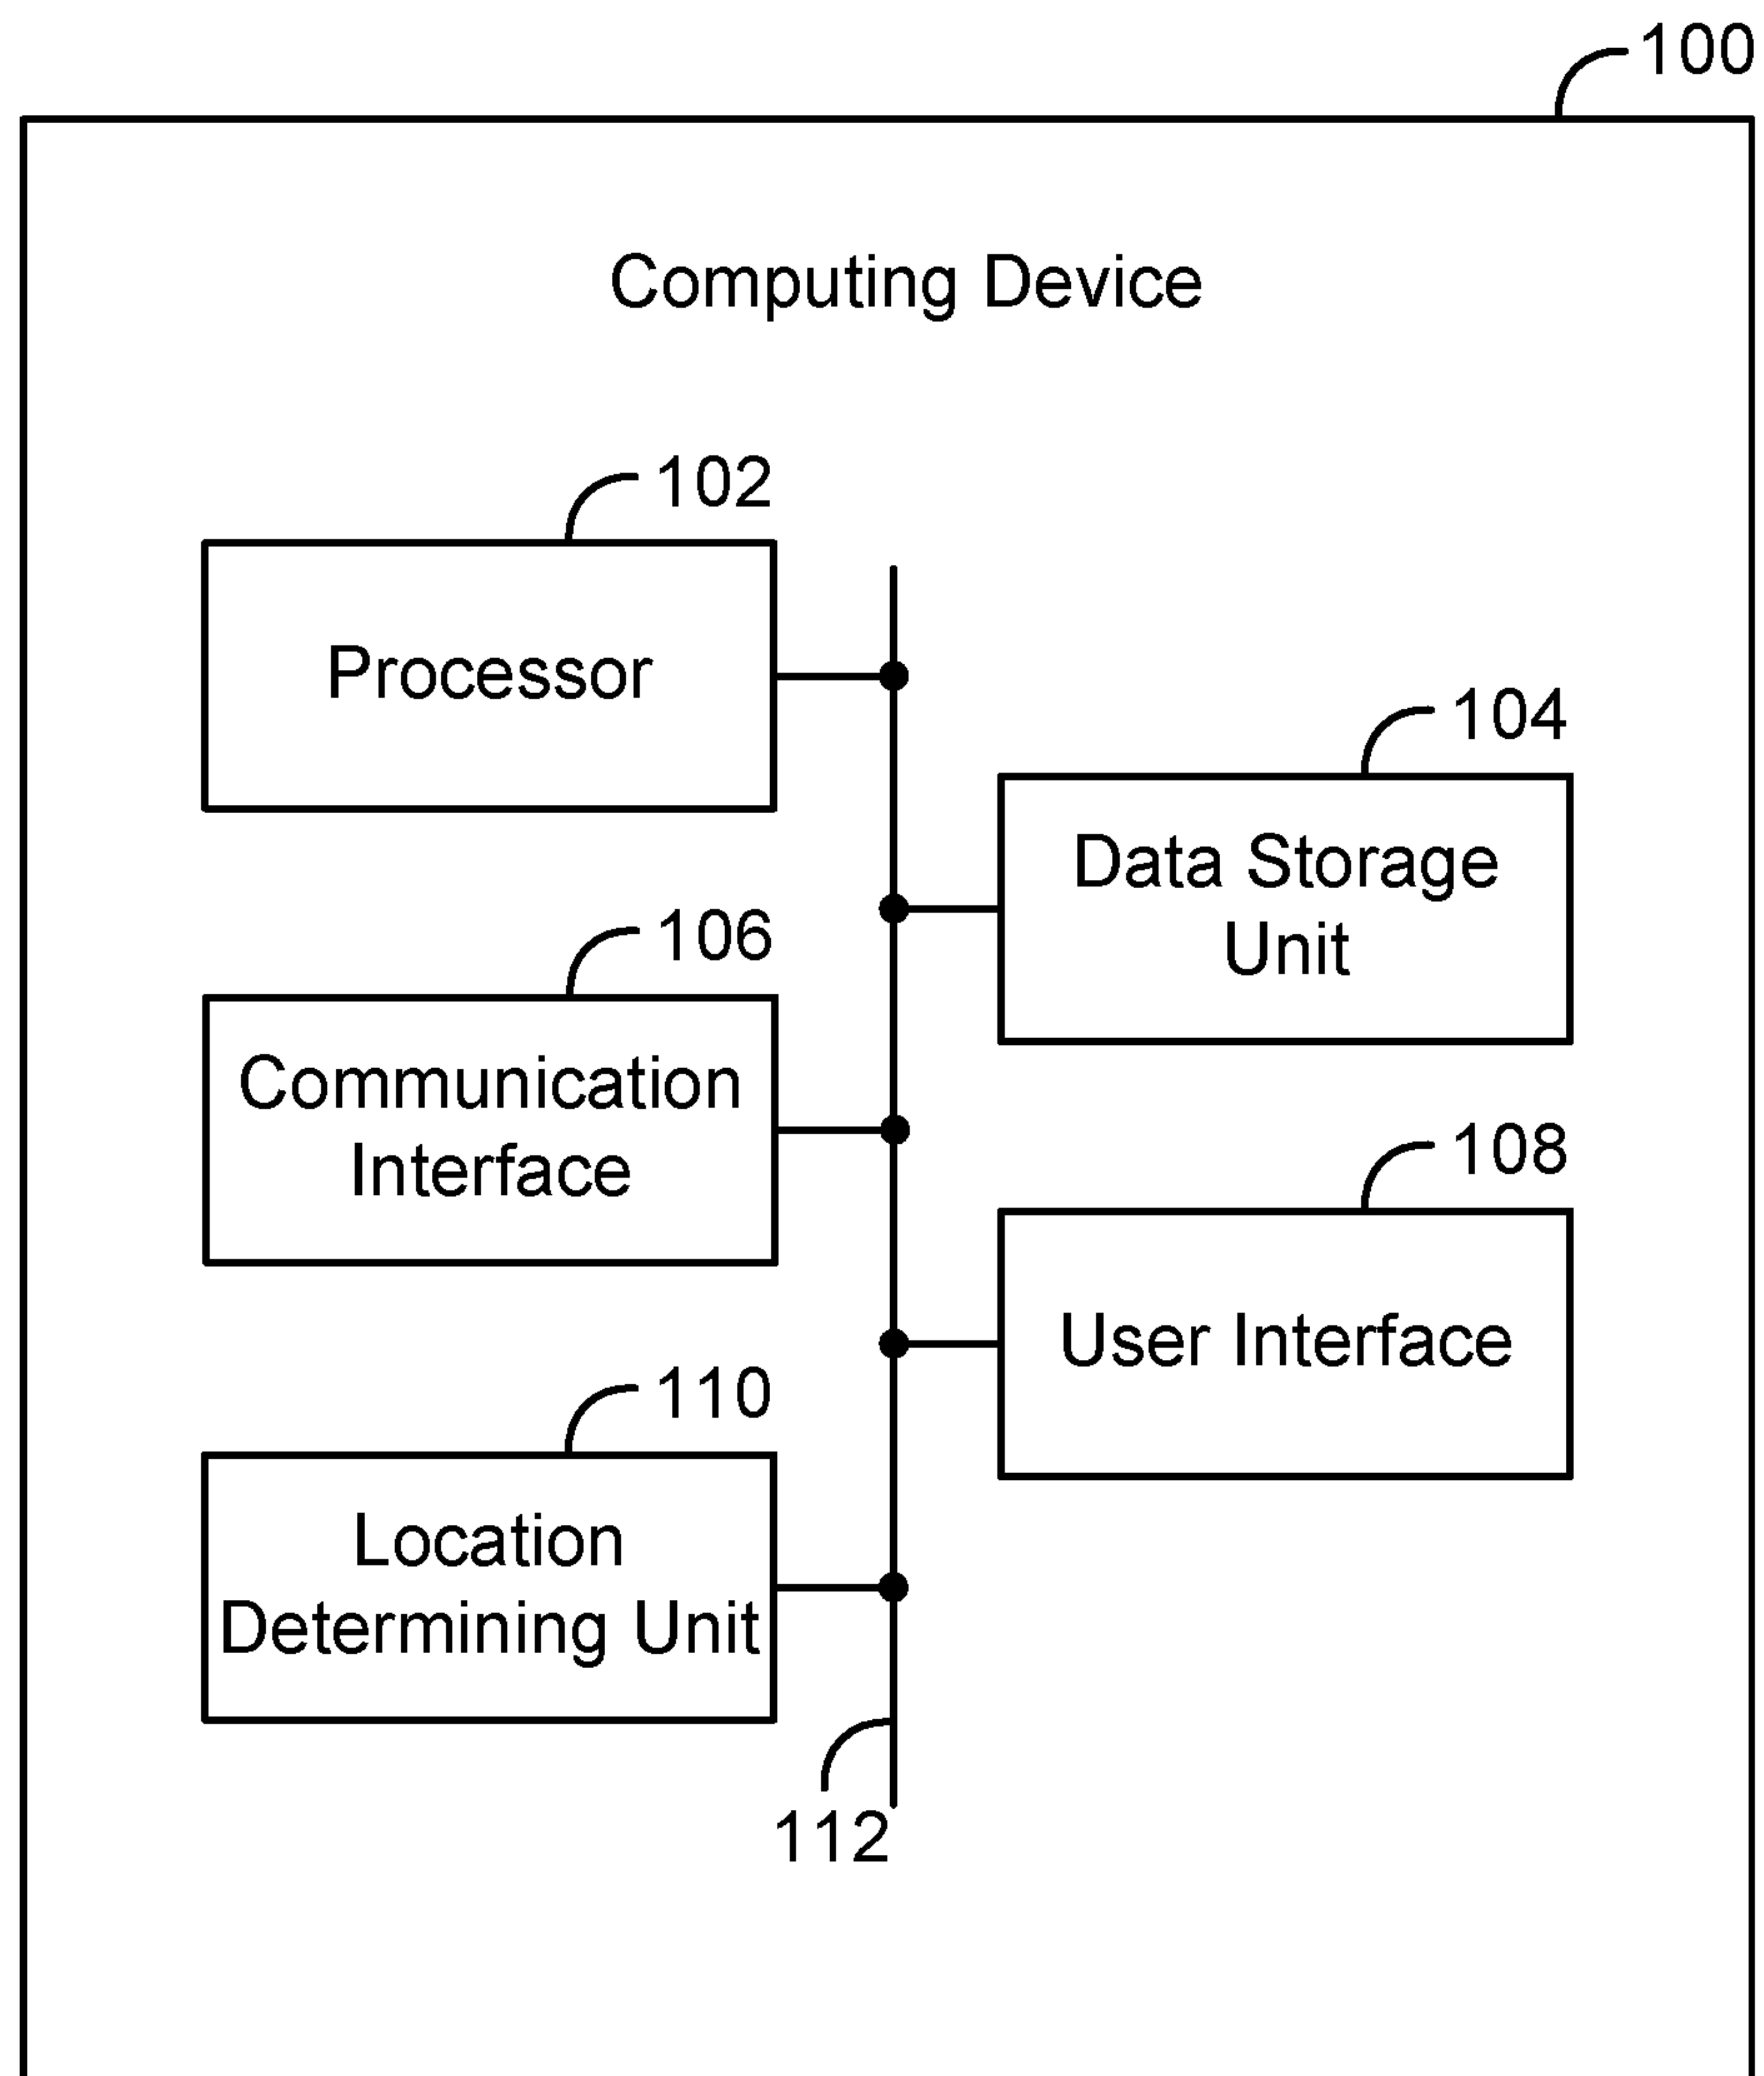 100
Computing Device
102
Processor
104
Data Storage
Unit
106
Communication
Interface
108
User Interface
110
Location
Determining Unit
112